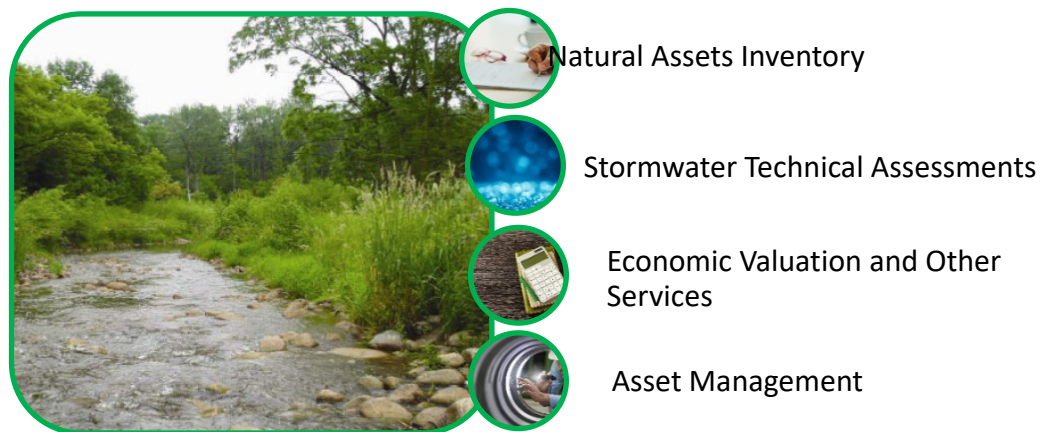 Natural Assets Inventory
Stormwater Technical Assessments
Economic Valuation and Other
Services
Asset Management